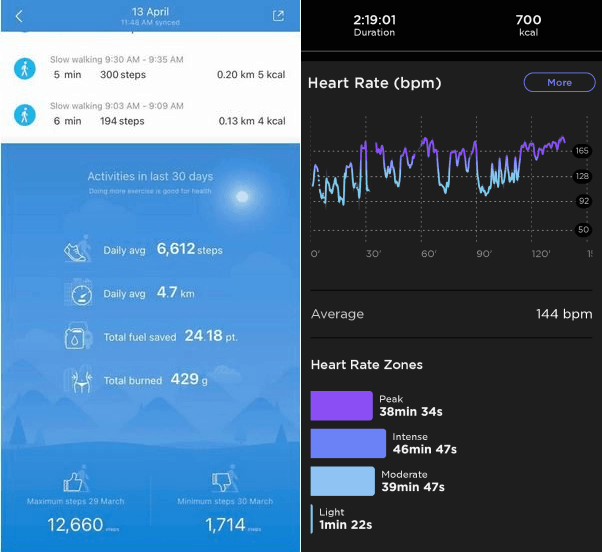 13 April
11:48 AM synced
Slow walking 9:30 AM - 9:35 AM
5 min 300 steps 0.20 km 5 kcal
Slow walking 9:03 AM - 9:09 AM
6 min 194 steps 0.13 km 4 kcal
Activities in last 30 days
Doing more exercise is good for health
Daily avg 6,612 steps
Daily avg 4.7 km
Total fuel saved 24.18 pt.
Total burned 429 g
Maximum steps 29 March
12,660 steps
Minimum steps 30 March
1,714 steps
2:19:01
Duration
700
kcal
Heart Rate (bpm)
More
165
128
92
50
0' 30' 60' 90' 120'
Average 144 bpm
Heart Rate Zones
Peak
38min 34s
Intense
46min 47s
Moderate
39min 47s
Light
1min 22s